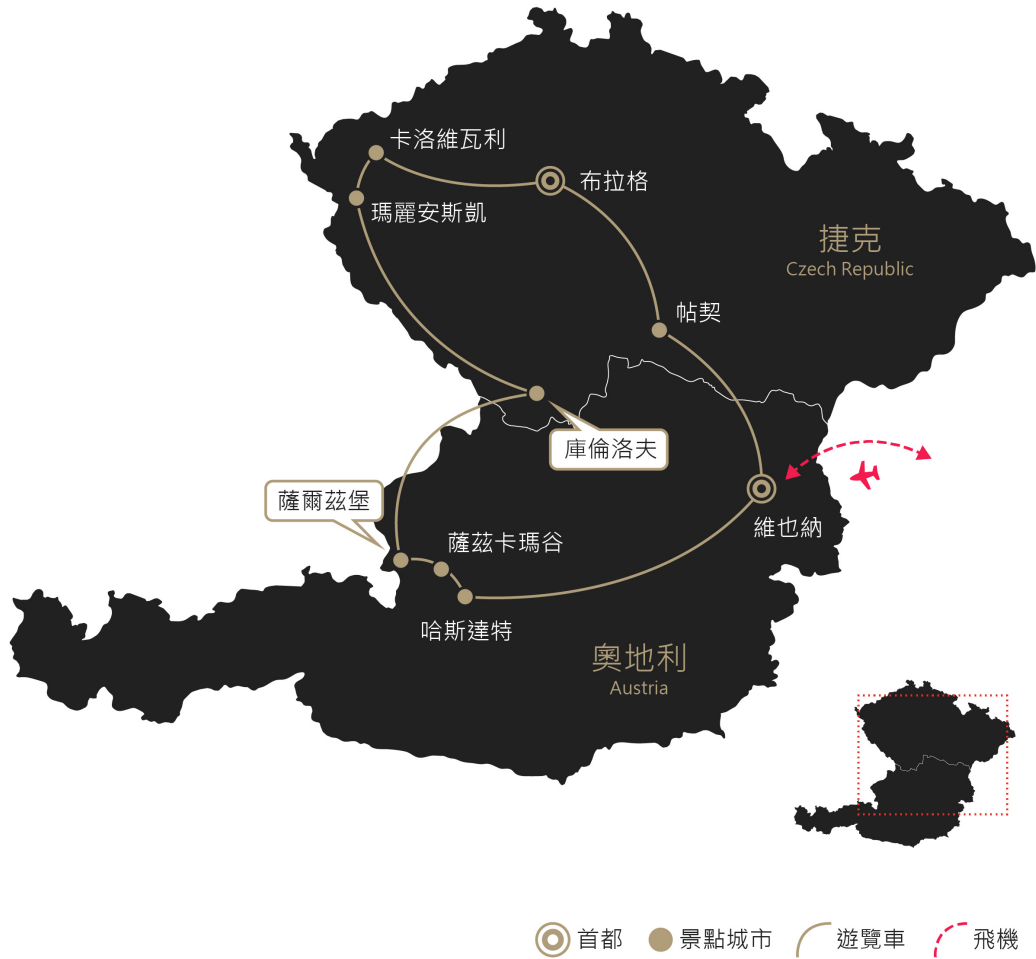 卡洛維瓦利
布拉格
瑪麗安斯凱
捷克
Czech Republic
帖契
庫倫洛夫
薩爾茲堡
維也納
薩茲卡瑪谷
哈斯達特
奧地利
Austria
首都
景點城市
遊覽車
飛機